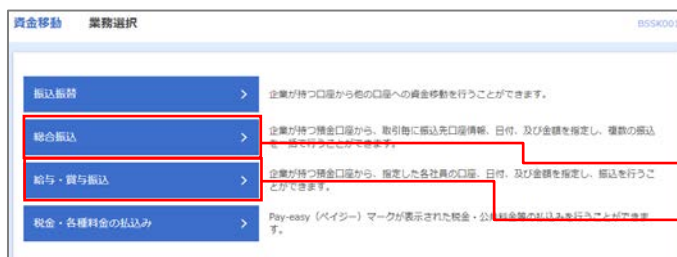 資金移動 業務選択 BSSK001
振込振替 > 企業が持つ口座から他の口座への資金移動を行うことができます。
総合振込 > 企業が持つ預金口座から、取引毎に振込先口座情報、日付、及び金額を指定し、複数の振込
を一括で行うことができます。
給与・賞与振込 > 企業が持つ預金口座から、指定した各社員の口座、日付、及び金額を指定し、振込を行うこ
とができます。
税金・各種料金の払込み > Pay-easy（ペイジー）マークが表示された税金・公共料金等の払込みを行うことができま
す。